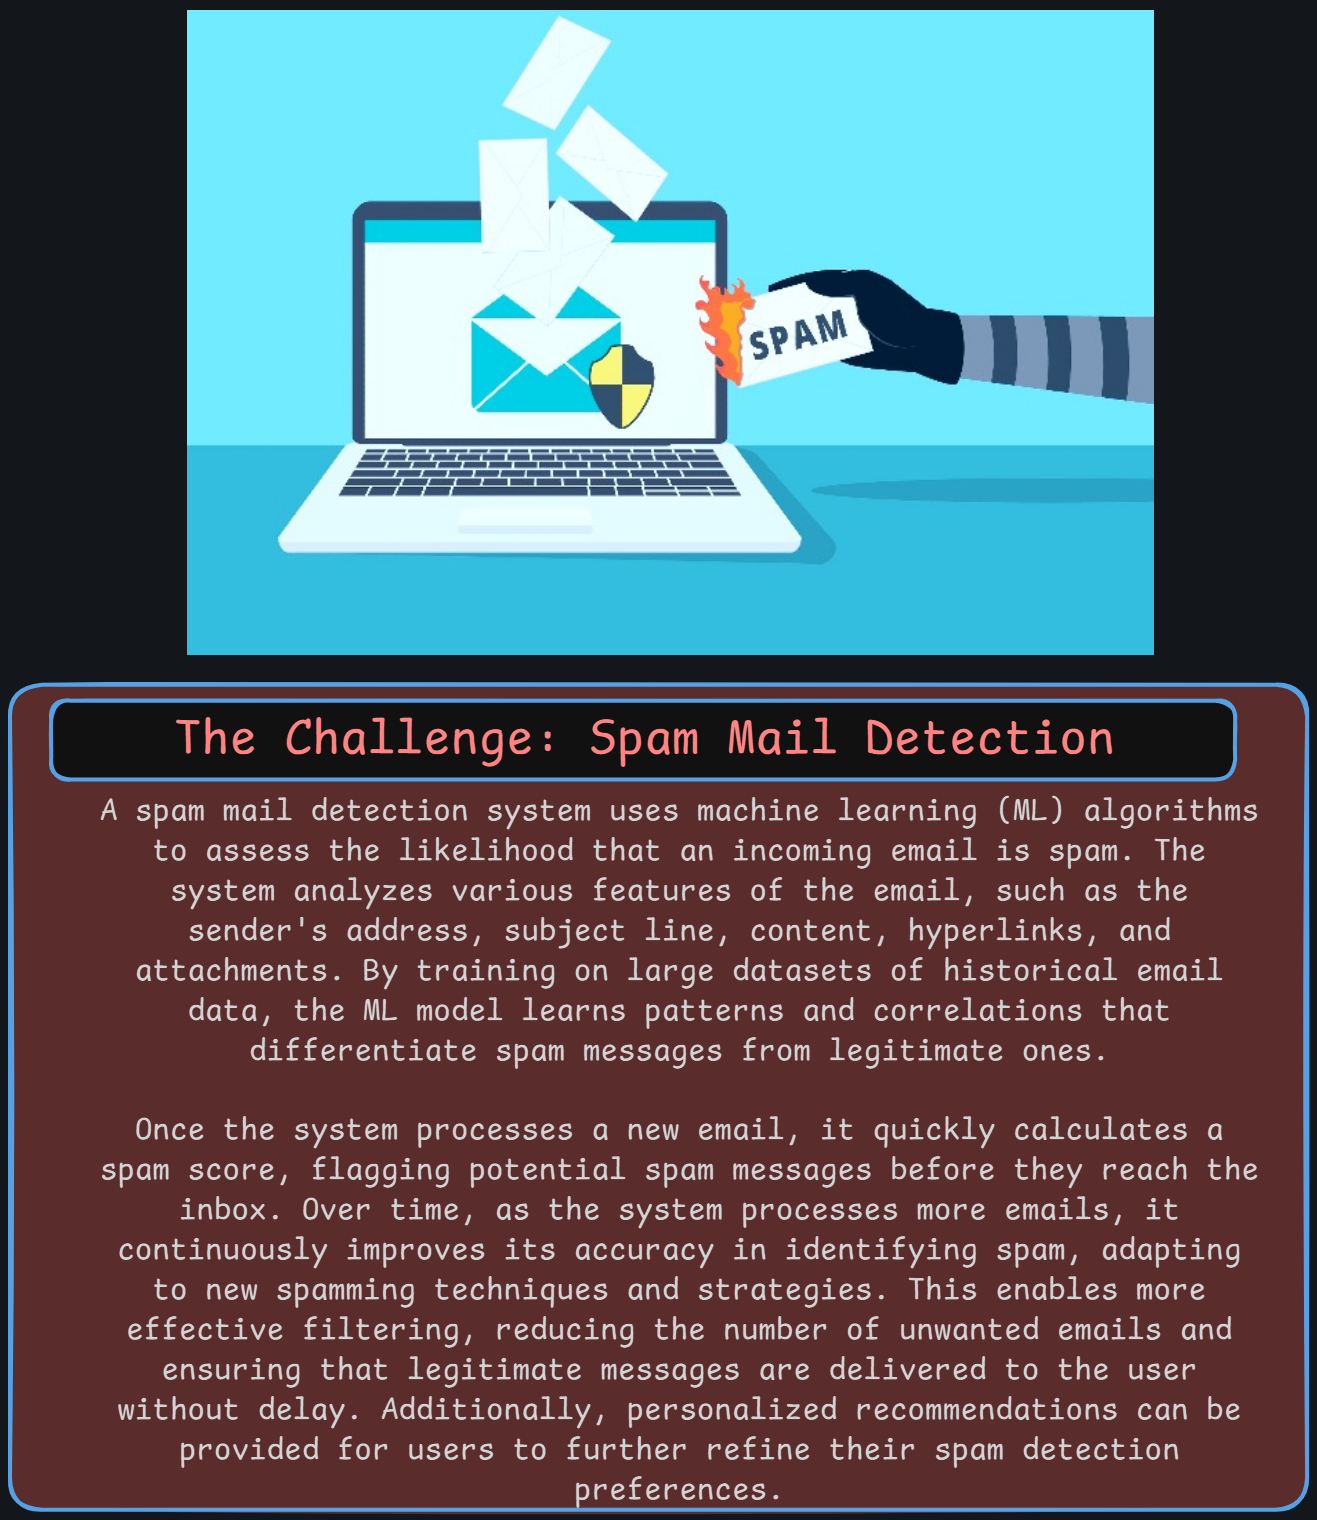 SPAM
The Challenge: Spam Mail Detection
A spam mail detection system uses machine learning (ML) algorithms
to assess the likelihood that an incoming email is spam. The
system analyzes various features of the email, such as the
sender's address, subject line, content, hyperlinks, and
attachments. By training on large datasets of historical email
data, the ML model learns patterns and correlations that
differentiate spam messages from legitimate ones.
Once the system processes a new email, it quickly calculates a
spam score, flagging potential spam messages before they reach the
inbox. Over time, as the system processes more emails, it
continuously improves its accuracy in identifying spam, adapting
to new spamming techniques and strategies. This enables more
effective filtering, reducing the number of unwanted emails and
ensuring that legitimate messages are delivered to the user
without delay. Additionally, personalized recommendations can be
provided for users to further refine their spam detection
preferences.